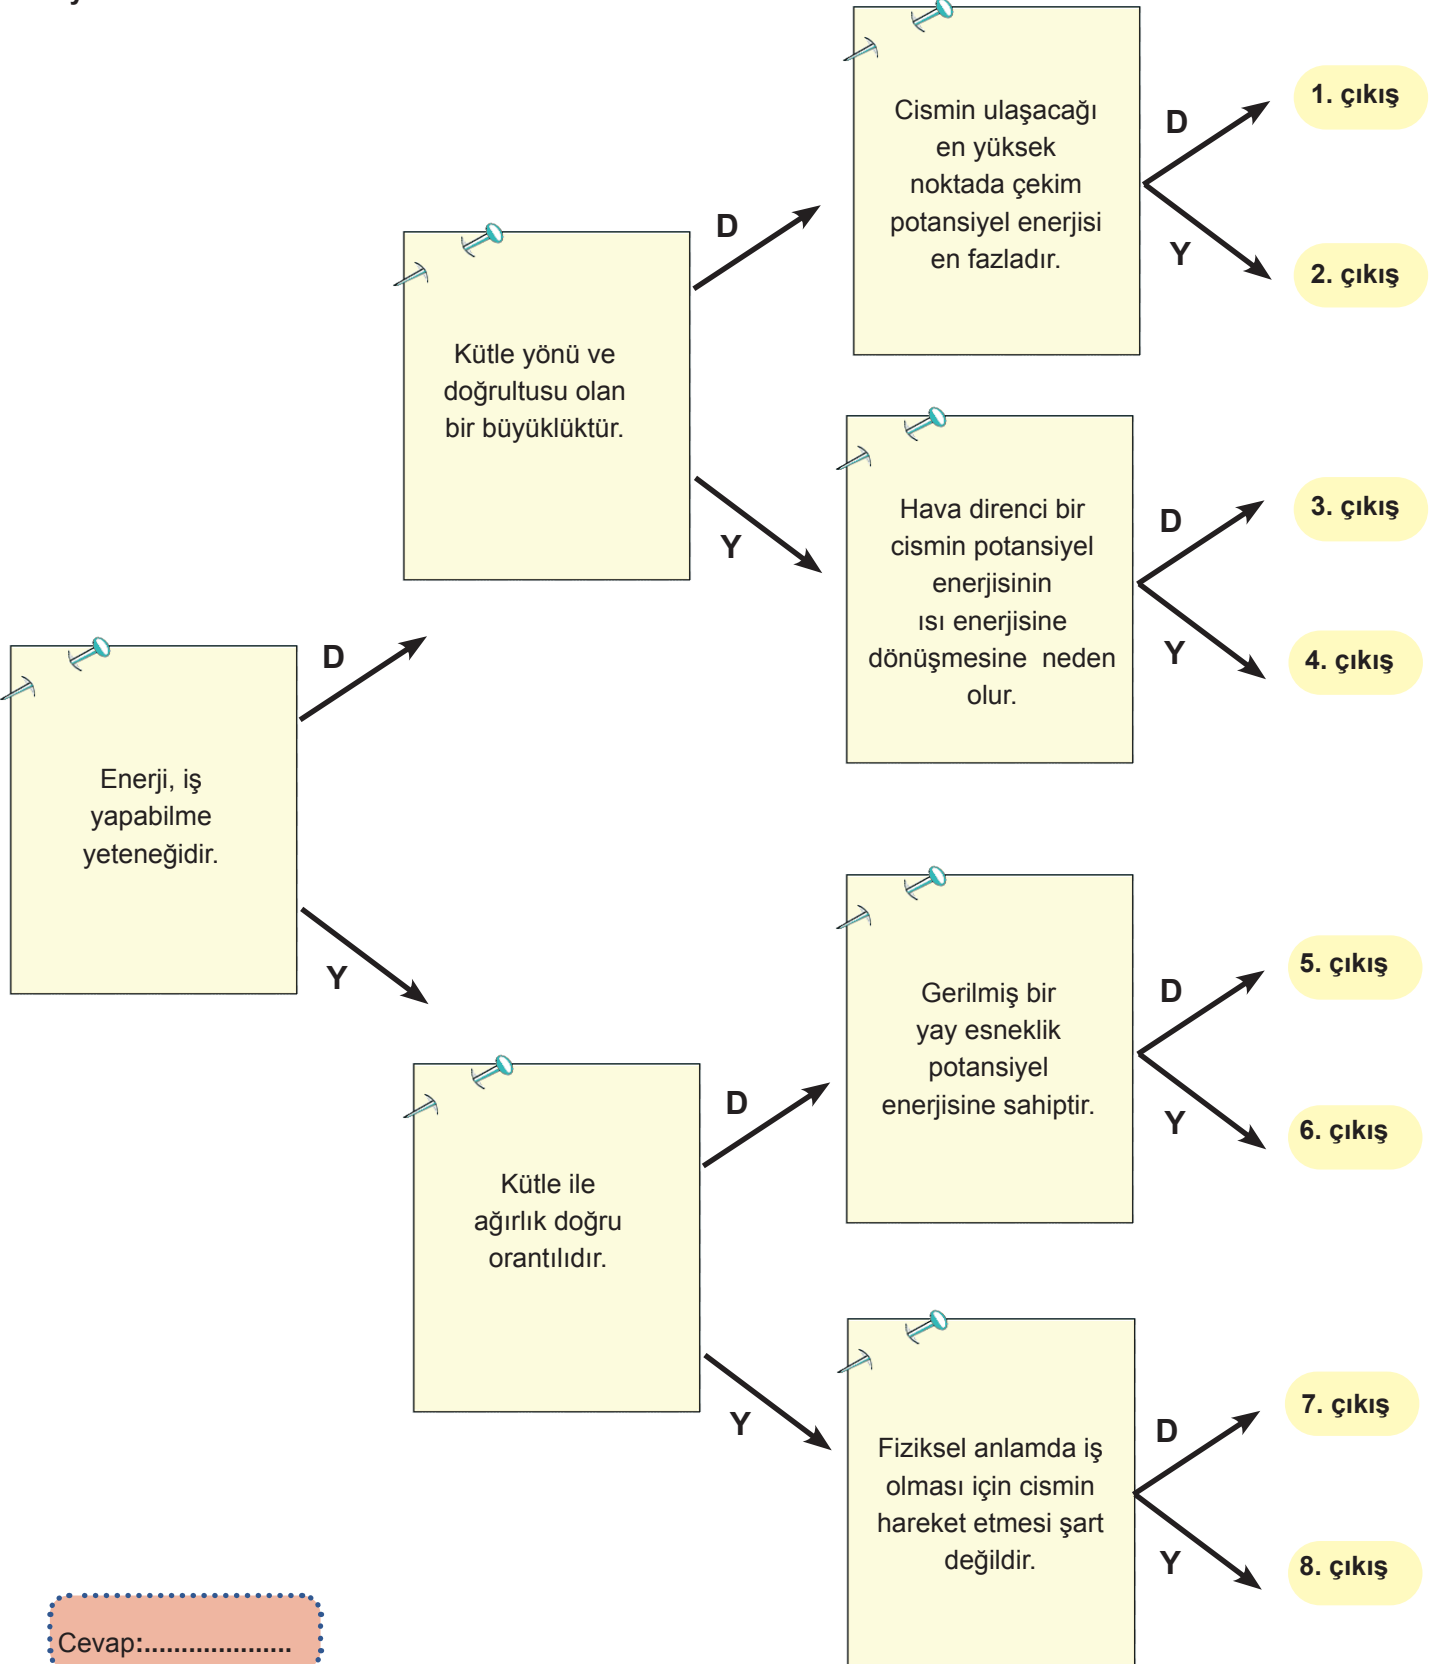 Cismin ulaşacağı
en yüksek
noktada çekim
potansiyel enerjisi
en fazladır.
D
1. çıkış
Y
2. çıkış
Kütle yönü ve
doğrultusu olan
bir büyüklüktür.
D
Y
Hava direnci bir
cismin potansiyel
enerjisinin
ısı enerjisine
dönüşmesine neden
olur.
D
3. çıkış
Y
4. çıkış
Enerji, iş
yapabilme
yeteneğidir.
D
Y
Gerilmiş bir
yay esneklik
potansiyel
enerjisine sahiptir.
D
5. çıkış
Y
6. çıkış
Kütle ile
ağırlık doğru
orantılıdır.
D
Y
Fiziksel anlamda iş
olması için cismin
hareket etmesi şart
değildir.
D
7. çıkış
Y
8. çıkış
Cevap:....................